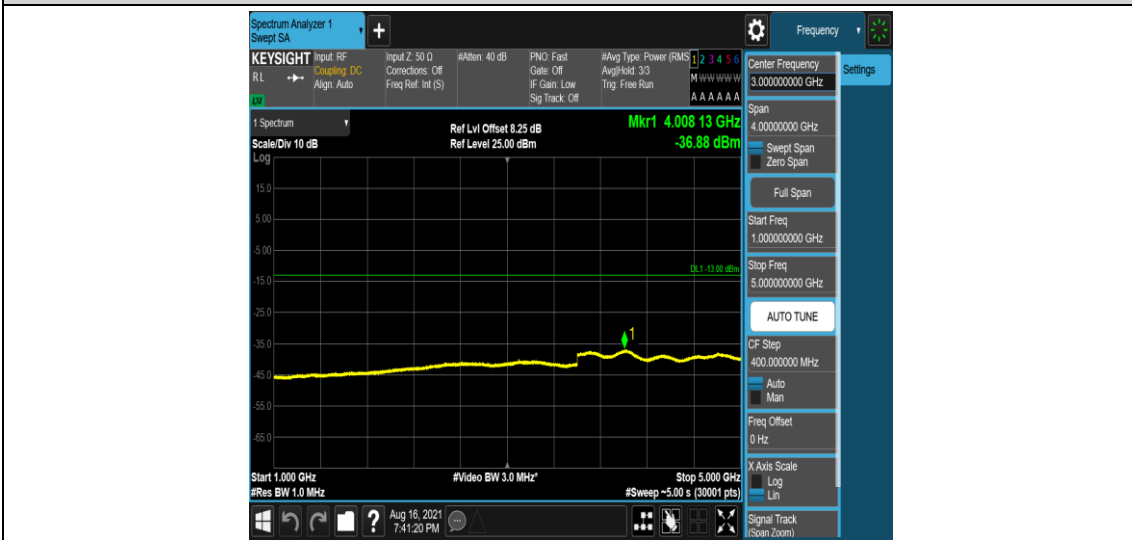 Spectrum Analyzer 1
Swept SA
+
Frequency
KEYSIGHT
RL
LXI
Input: RF
Coupling: DC
Align: Auto
Input Z: 50 Ω
Corrections: Off
Freq Ref: Int (S)
#Atten: 40 dB
PNO: Fast
Gate: Off
IF Gain: Low
Sig Track: Off
#Avg Type: Power (RMS
Avg|Hold: 3/3
Trig: Free Run
1 2 3 4 5 6
M W W W W W
A A A A A A
1 Spectrum
Scale/Div 10 dB
Log
Ref Lvl Offset 8.25 dB
Ref Level 25.00 dBm
Mkr1 4.008 13 GHz
-36.88 dBm
15.0
5.00
-5.00
DL1 -13.00 dBm
-15.0
-25.0
1
-35.0
-45.0
-55.0
-65.0
Start 1.000 GHz
#Res BW 1.0 MHz
#Video BW 3.0 MHz*
Stop 5.000 GHz
#Sweep ~5.00 s (30001 pts)
?
Aug 16, 2021
7:41:20 PM
Center Frequency
3.000000000 GHz
Settings
Span
4.00000000 GHz
Swept Span
Zero Span
Full Span
Start Freq
1.000000000 GHz
Stop Freq
5.000000000 GHz
AUTO TUNE
CF Step
400.000000 MHz
Auto
Man
Freq Offset
0 Hz
X Axis Scale
Log
Lin
Signal Track
(Span Zoom)